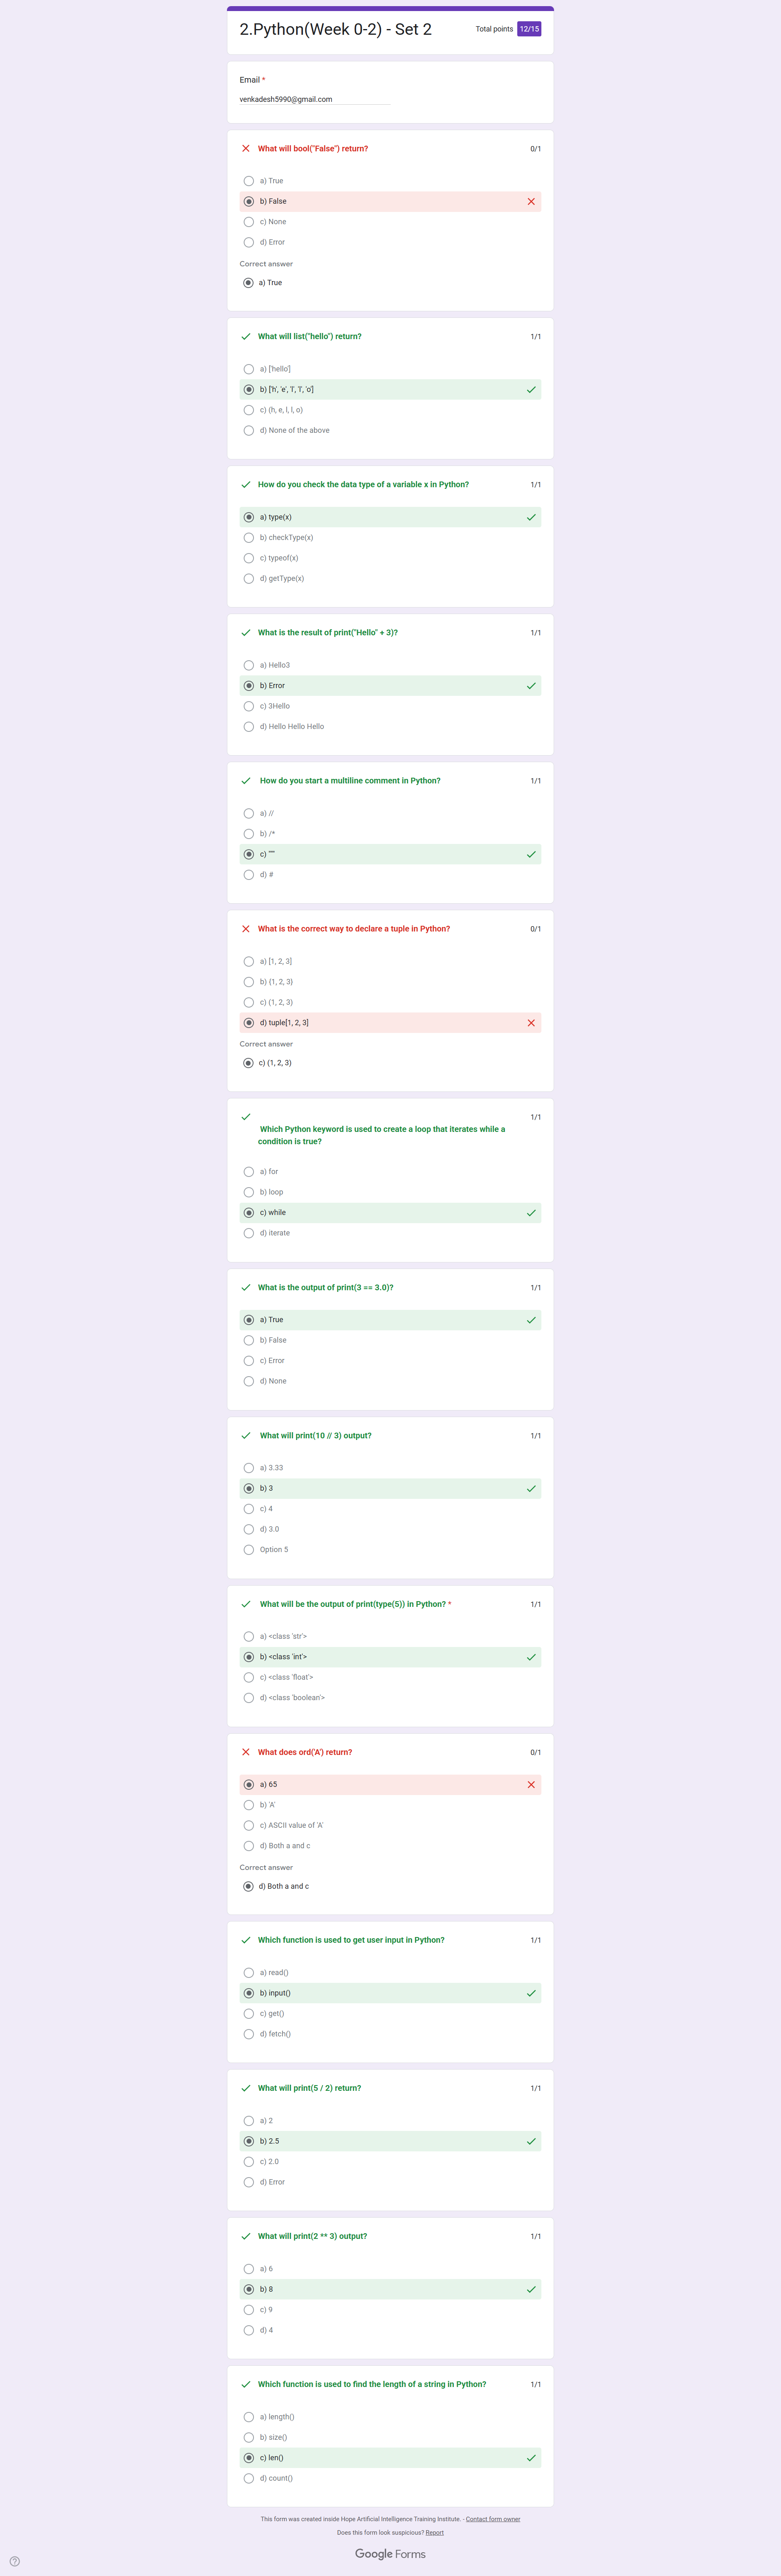 2.Python(Week 0-2) - Set 2
Total points 12/15
Email *
venkadesh5990@gmail.com
What will bool("False") return?
0/1
a) True
b) False
c) None
d) Error
Correct answer
a) True
What will list("hello") return?
1/1
a) ['hello']
b) ['h', 'e', 'l', 'l', 'o']
c) (h, e, l, l, o)
d) None of the above
How do you check the data type of a variable x in Python?
1/1
a) type(x)
b) checkType(x)
c) typeof(x)
d) getType(x)
What is the result of print("Hello" + 3)?
1/1
a) Hello3
b) Error
c) 3Hello
d) Hello Hello Hello
How do you start a multiline comment in Python?
1/1
a) //
b) /*
c) """
d) #
What is the correct way to declare a tuple in Python?
0/1
a) [1, 2, 3]
b) {1, 2, 3}
c) (1, 2, 3)
d) tuple[1, 2, 3]
Correct answer
c) (1, 2, 3)
1/1
Which Python keyword is used to create a loop that iterates while a
condition is true?
a) for
b) loop
c) while
d) iterate
What is the output of print(3 == 3.0)?
1/1
a) True
b) False
c) Error
d) None
What will print(10 // 3) output?
1/1
a) 3.33
b) 3
c) 4
d) 3.0
Option 5
What will be the output of print(type(5)) in Python? *
1/1
a) <class 'str'>
b) <class 'int'>
c) <class 'float'>
d) <class 'boolean'>
What does ord('A') return?
0/1
a) 65
b) 'A'
c) ASCII value of 'A'
d) Both a and c
Correct answer
d) Both a and c
Which function is used to get user input in Python?
1/1
a) read()
b) input()
c) get()
d) fetch()
What will print(5 / 2) return?
1/1
a) 2
b) 2.5
c) 2.0
d) Error
What will print(2 ** 3) output?
1/1
a) 6
b) 8
c) 9
d) 4
Which function is used to find the length of a string in Python?
1/1
a) length()
b) size()
c) len()
d) count()
This form was created inside Hope Artificial Intelligence Training Institute. - Contact form owner
Does this form look suspicious? Report
Google Forms